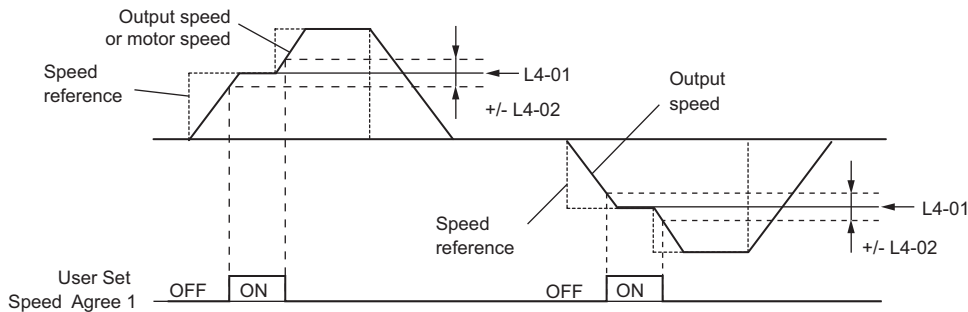 Output speed
or motor speed
Speed
reference
L4-01
+/- L4-02
Output
speed
Speed
reference
L4-01
+/- L4-02
User Set
Speed Agree 1
OFF
ON
OFF
ON